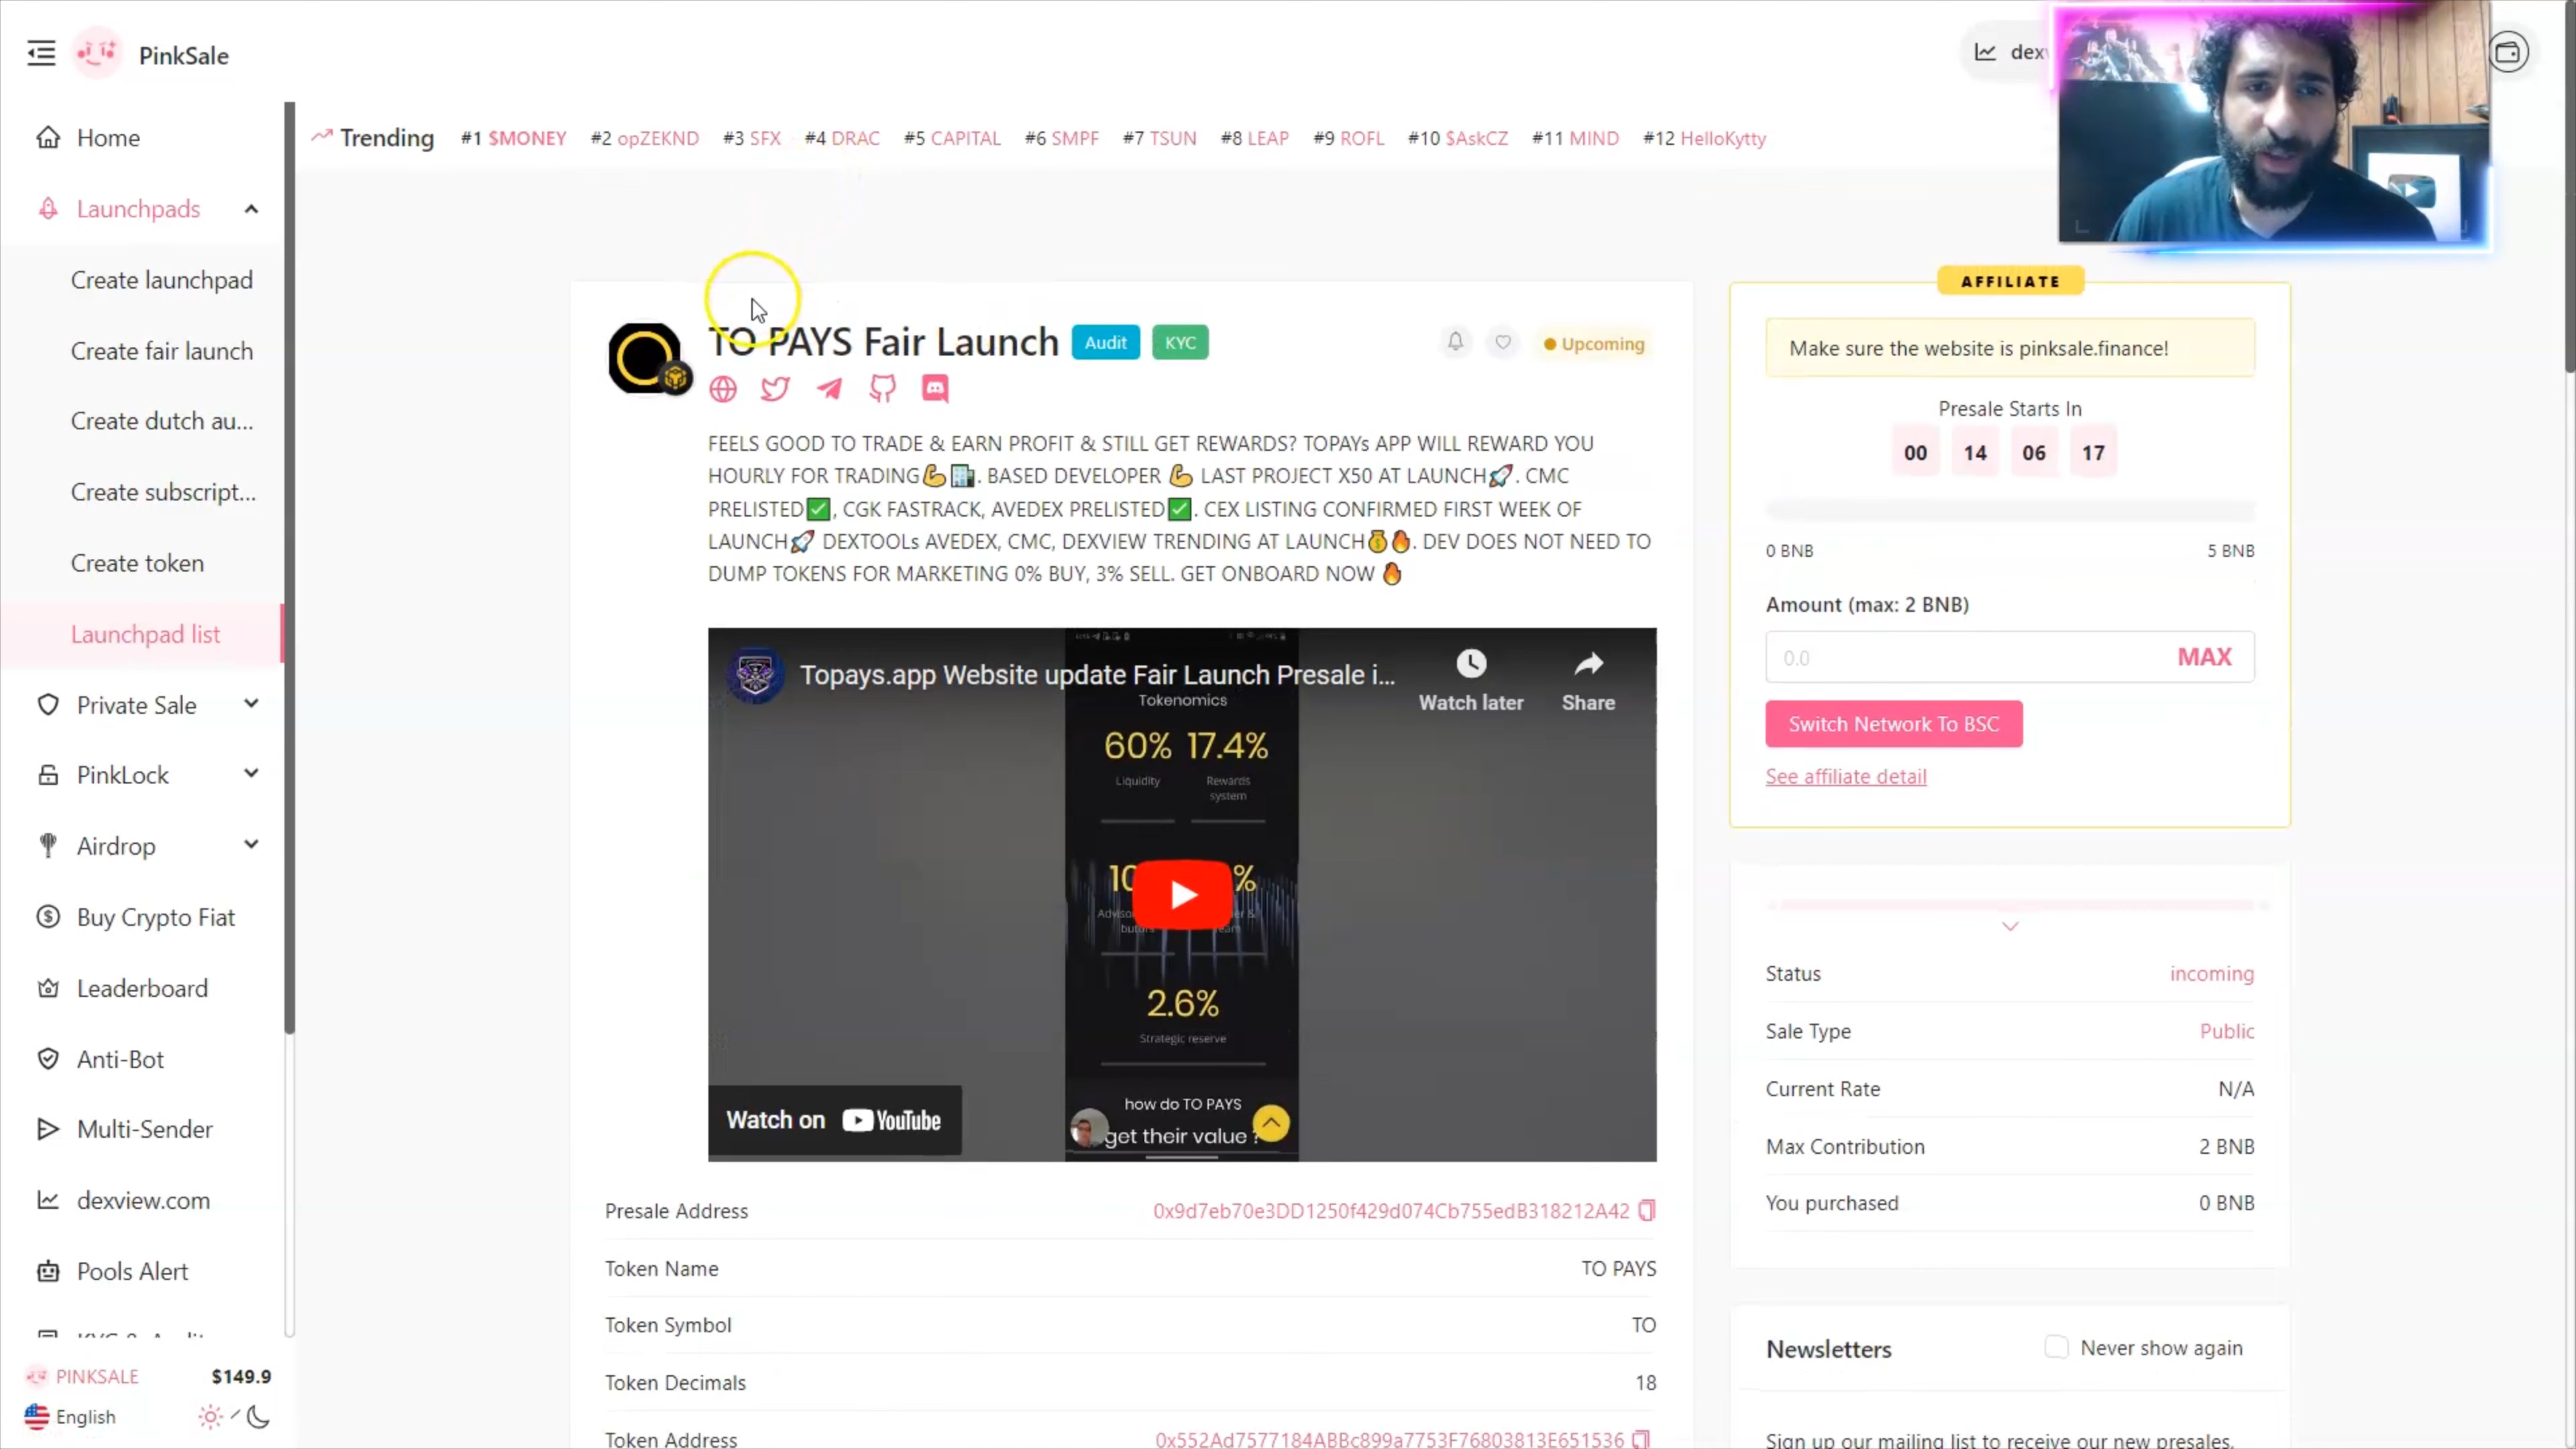 PinkSale
Home
Launchpads
Create launchpad
Create fair launch
Create dutch au...
Create subscript...
Create token
Launchpad list
Private Sale
PinkLock
Airdrop
Buy Crypto Fiat
Leaderboard
Anti-Bot
Multi-Sender
dexview.com
Pools Alert
PINKSALE $149.9
English
Trending #1 $MONEY #2 opZEKND #3 SFX #4 DRAC #5 CAPITAL #6 SMPF #7 TSUN #8 LEAP #9 ROFL #10 $AskCZ #11 MIND #12 HelloKytty
TO PAYS Fair Launch Audit KYC Upcoming
FEELS GOOD TO TRADE & EARN PROFIT & STILL GET REWARDS? TOPAYs APP WILL REWARD YOU
HOURLY FOR TRADING💪🏢. BASED DEVELOPER 💪 LAST PROJECT X50 AT LAUNCH🚀. CMC
PRELISTED✅, CGK FASTRACK, AVEDEX PRELISTED✅. CEX LISTING CONFIRMED FIRST WEEK OF
LAUNCH🚀 DEXTOOLs AVEDEX, CMC, DEXVIEW TRENDING AT LAUNCH💰🔥. DEV DOES NOT NEED TO
DUMP TOKENS FOR MARKETING 0% BUY, 3% SELL. GET ONBOARD NOW 🔥
Topays.app Website update Fair Launch Presale i...
Watch later Share
Tokenomics
60% 17.4%
Liquidity Rewards
system
2.6%
Strategic reserve
how do TO PAYS
get their value ?
Watch on YouTube
Presale Address 0x9d7eb70e3DD1250f429d074Cb755edB318212A42
Token Name TO PAYS
Token Symbol TO
Token Decimals 18
Token Address 0x552Ad7577184ABBc899a7753F76803813E651536
AFFILIATE
Make sure the website is pinksale.finance!
Presale Starts In
00 14 06 17
0 BNB 5 BNB
Amount (max: 2 BNB)
0.0 MAX
Switch Network To BSC
See affiliate detail
Status incoming
Sale Type Public
Current Rate N/A
Max Contribution 2 BNB
You purchased 0 BNB
Newsletters Never show again
Sign up our mailing list to receive our new presales.